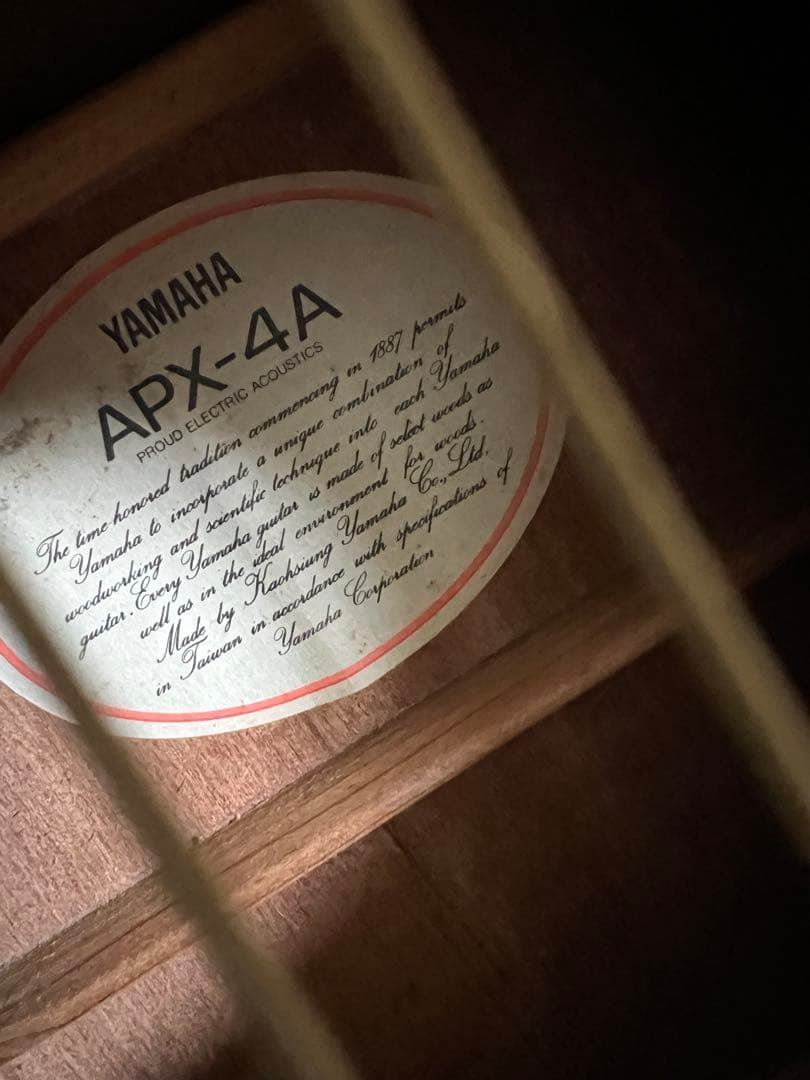 YAMAHA
APX-4A
PROUD ELECTRIC ACOUSTICS
The time-honored tradition commencing in 1887 permits
Yamaha to incorporate a unique combination of
woodworking and scientific technique into each Yamaha
guitar. Every Yamaha guitar is made of select woods as
well as in the ideal environment for woods.
Made by Kaohsiung Yamaha Co., Ltd.
in Taiwan in accordance with specifications of
Yamaha Corporation